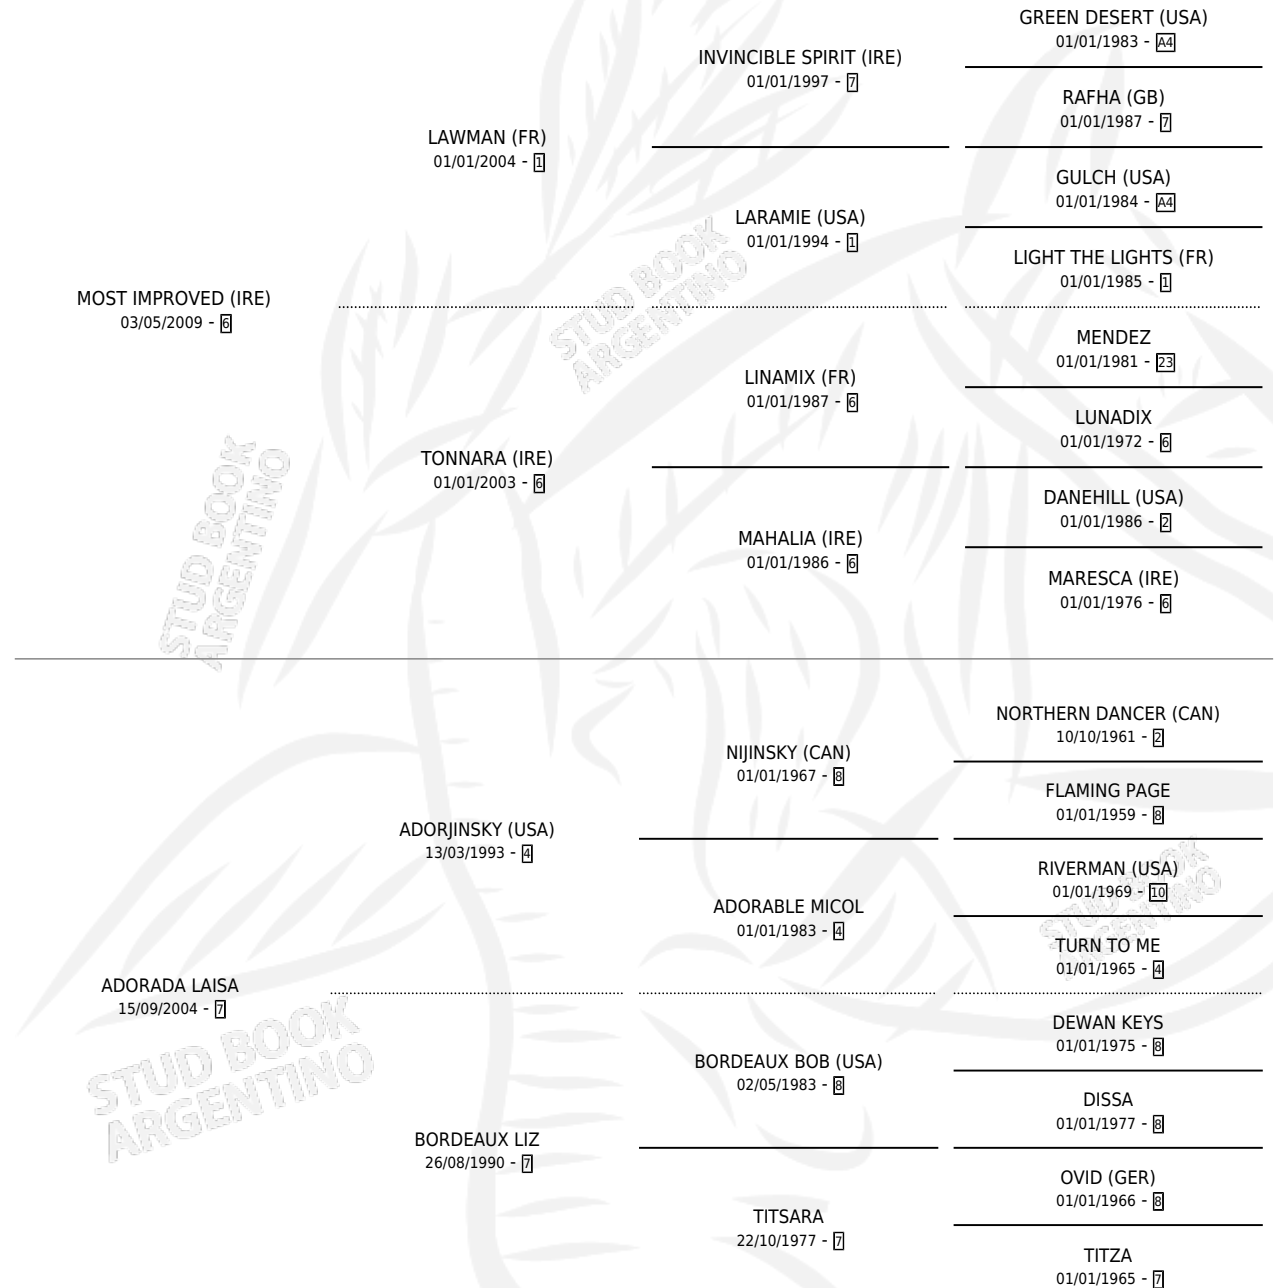 GREEN DESERT (USA)
01/01/1983 - A4
INVINCIBLE SPIRIT (IRE)
01/01/1997 - 7
RAFHA (GB)
01/01/1987 - 7
LAWMAN (FR)
01/01/2004 - 1
GULCH (USA)
01/01/1984 - A4
LARAMIE (USA)
01/01/1994 - 1
LIGHT THE LIGHTS (FR)
01/01/1985 - 1
MOST IMPROVED (IRE)
03/05/2009 - 6
STUD BOOK
ARGENTINO
MENDEZ
01/01/1981 - 23
LINAMIX (FR)
01/01/1987 - 6
LUNADIX
01/01/1972 - 6
TONNARA (IRE)
01/01/2003 - 6
DANEHILL (USA)
01/01/1986 - 2
MAHALIA (IRE)
01/01/1986 - 6
MARESCA (IRE)
01/01/1976 - 6
STUD BOOK
ARGENTINO
NORTHERN DANCER (CAN)
10/10/1961 - 2
NIJINSKY (CAN)
01/01/1967 - 8
FLAMING PAGE
01/01/1959 - 8
ADORJINSKY (USA)
13/03/1993 - 4
RIVERMAN (USA)
01/01/1969 - 10
ADORABLE MICOL
01/01/1983 - 4
TURN TO ME
01/01/1965 - 4
STUD BOOK
ARGENTINO
ADORADA LAISA
15/09/2004 - 7
DEWAN KEYS
01/01/1975 - 8
BORDEAUX BOB (USA)
02/05/1983 - 8
DISSA
01/01/1977 - 8
STUD BOOK
ARGENTINO
BORDEAUX LIZ
26/08/1990 - 7
OVID (GER)
01/01/1966 - 8
TITSARA
22/10/1977 - 7
TITZA
01/01/1965 - 7